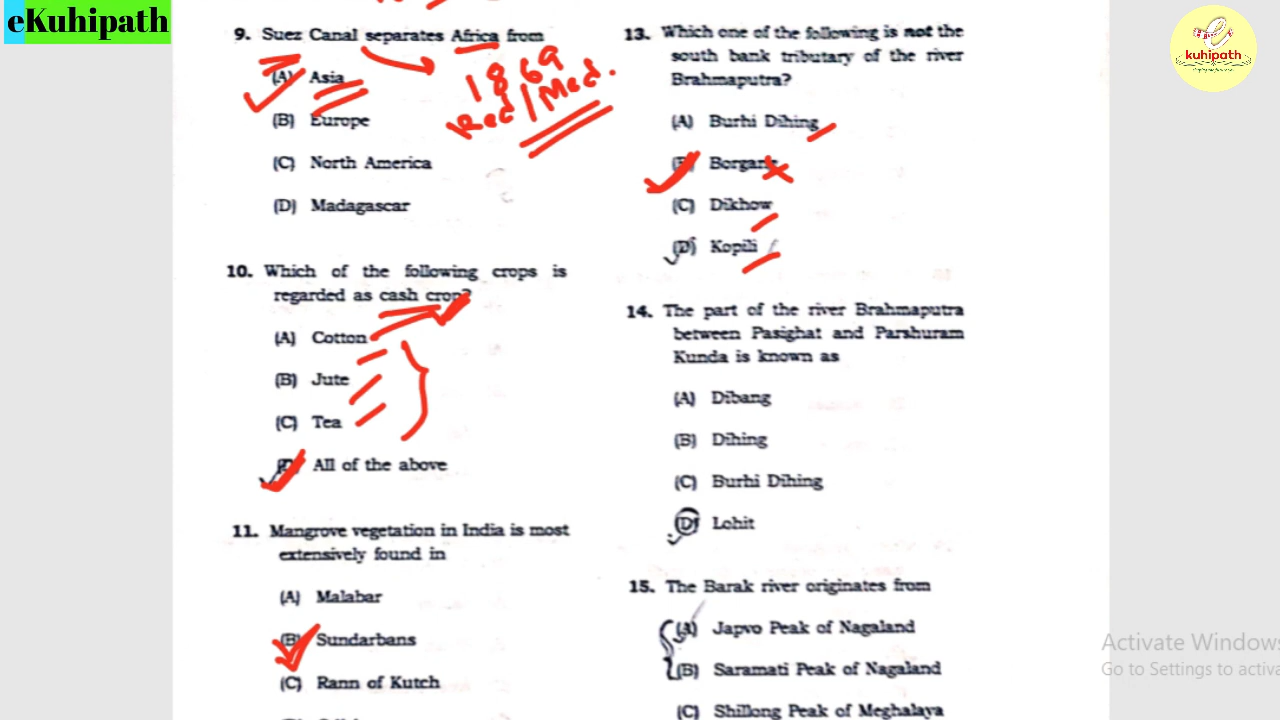 eKuhipath
kuhipath
9. Suez Canal separates Africa from
(A) Asia
(B) Europe
(C) North America
(D) Madagascar
1869
Red/Med.
10. Which of the following crops is
regarded as cash crop?
(A) Cotton
(B) Jute
(C) Tea
(D) All of the above
11. Mangrove vegetation in India is most
extensively found in
(A) Malabar
(B) Sundarbans
(C) Rann of Kutch
13. Which one of the following is not the
south bank tributary of the river
Brahmaputra?
(A) Burhi Dihing
(B) Borgang
(C) Dikhow
(D) Kopili
14. The part of the river Brahmaputra
between Pasighat and Parshuram
Kunda is known as
(A) Dibang
(B) Dihing
(C) Burhi Dihing
(D) Lohit
15. The Barak river originates from
(A) Japvo Peak of Nagaland
(B) Saramati Peak of Nagaland
(C) Shillong Peak of Meghalaya
Activate Windows
Go to Settings to activa